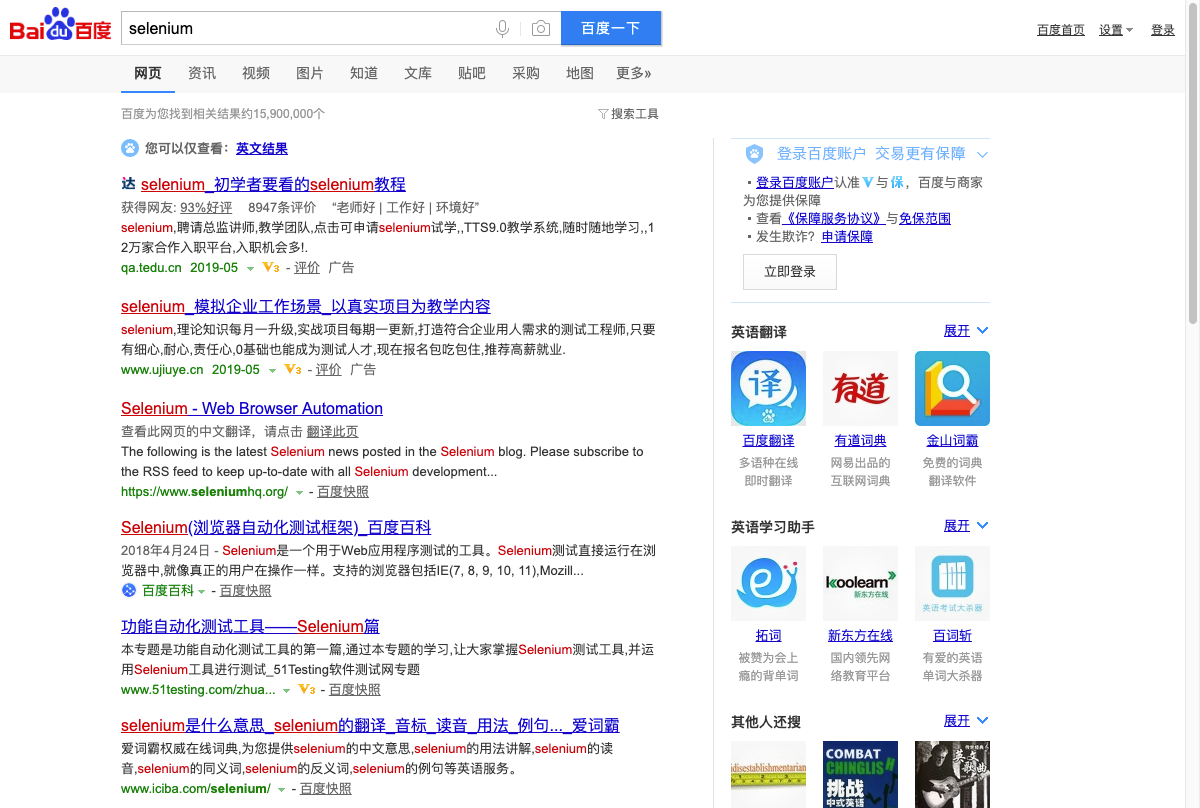 Bai du 百度
selenium
百度一下
百度首页 设置 登录
网页 资讯 视频 图片 知道 文库 贴吧 采购 地图 更多»
百度为您找到相关结果约15,900,000个
搜索工具
您可以仅查看：英文结果
达 selenium_初学者要看的selenium教程
获得网友: 93%好评 8947条评价 “老师好 | 工作好 | 环境好”
selenium,聘请总监讲师,教学团队,点击可申请selenium试学,,TTS9.0教学系统,随时随地学习,,1
2万家合作入职平台,入职机会多!.
qa.tedu.cn 2019-05 V3 - 评价 广告
selenium_模拟企业工作场景_以真实项目为教学内容
selenium,理论知识每月一升级,实战项目每期一更新,打造符合企业用人需求的测试工程师,只要
有细心,耐心,责任心,0基础也能成为测试人才,现在报名包吃包住,推荐高薪就业.
www.ujiuye.cn 2019-05 V3 - 评价 广告
Selenium - Web Browser Automation
查看此网页的中文翻译，请点击 翻译此页
The following is the latest Selenium news posted in the Selenium blog. Please subscribe to
the RSS feed to keep up-to-date with all Selenium development...
https://www.seleniumhq.org/ - 百度快照
Selenium(浏览器自动化测试框架)_百度百科
2018年4月24日 - Selenium是一个用于Web应用程序测试的工具。Selenium测试直接运行在浏
览器中,就像真正的用户在操作一样。支持的浏览器包括IE(7, 8, 9, 10, 11),Mozill...
百度百科 - 百度快照
功能自动化测试工具——Selenium篇
本专题是功能自动化测试工具的第一篇,通过本专题的学习,让大家掌握Selenium测试工具,并运
用Selenium工具进行测试_51Testing软件测试网专题
www.51testing.com/zhua... V3 - 百度快照
selenium是什么意思_selenium的翻译_音标_读音_用法_例句..._爱词霸
爱词霸权威在线词典,为您提供selenium的中文意思,selenium的用法讲解,selenium的读
音,selenium的同义词,selenium的反义词,selenium的例句等英语服务。
www.iciba.com/selenium/ - 百度快照
登录百度账户 交易更有保障
登录百度账户认准V与保，百度与商家
为您提供保障
查看《保障服务协议》与免保范围
发生欺诈？申请保障
立即登录
英语翻译 展开
译 有道
百度翻译 有道词典 金山词霸
多语种在线 网易出品的 免费的词典
即时翻译 互联网词典 翻译软件
英语学习助手 展开
koolearn
新东方在线
英语考试大杀器
拓词 新东方在线 百词斩
被赞为会上 国内领先网 有爱的英语
瘾的背单词 络教育平台 单词大杀器
其他人还搜 展开
idisestablishmentarian
COMBAT
CHINGLISH
挑战
中式英语
英文
歌曲